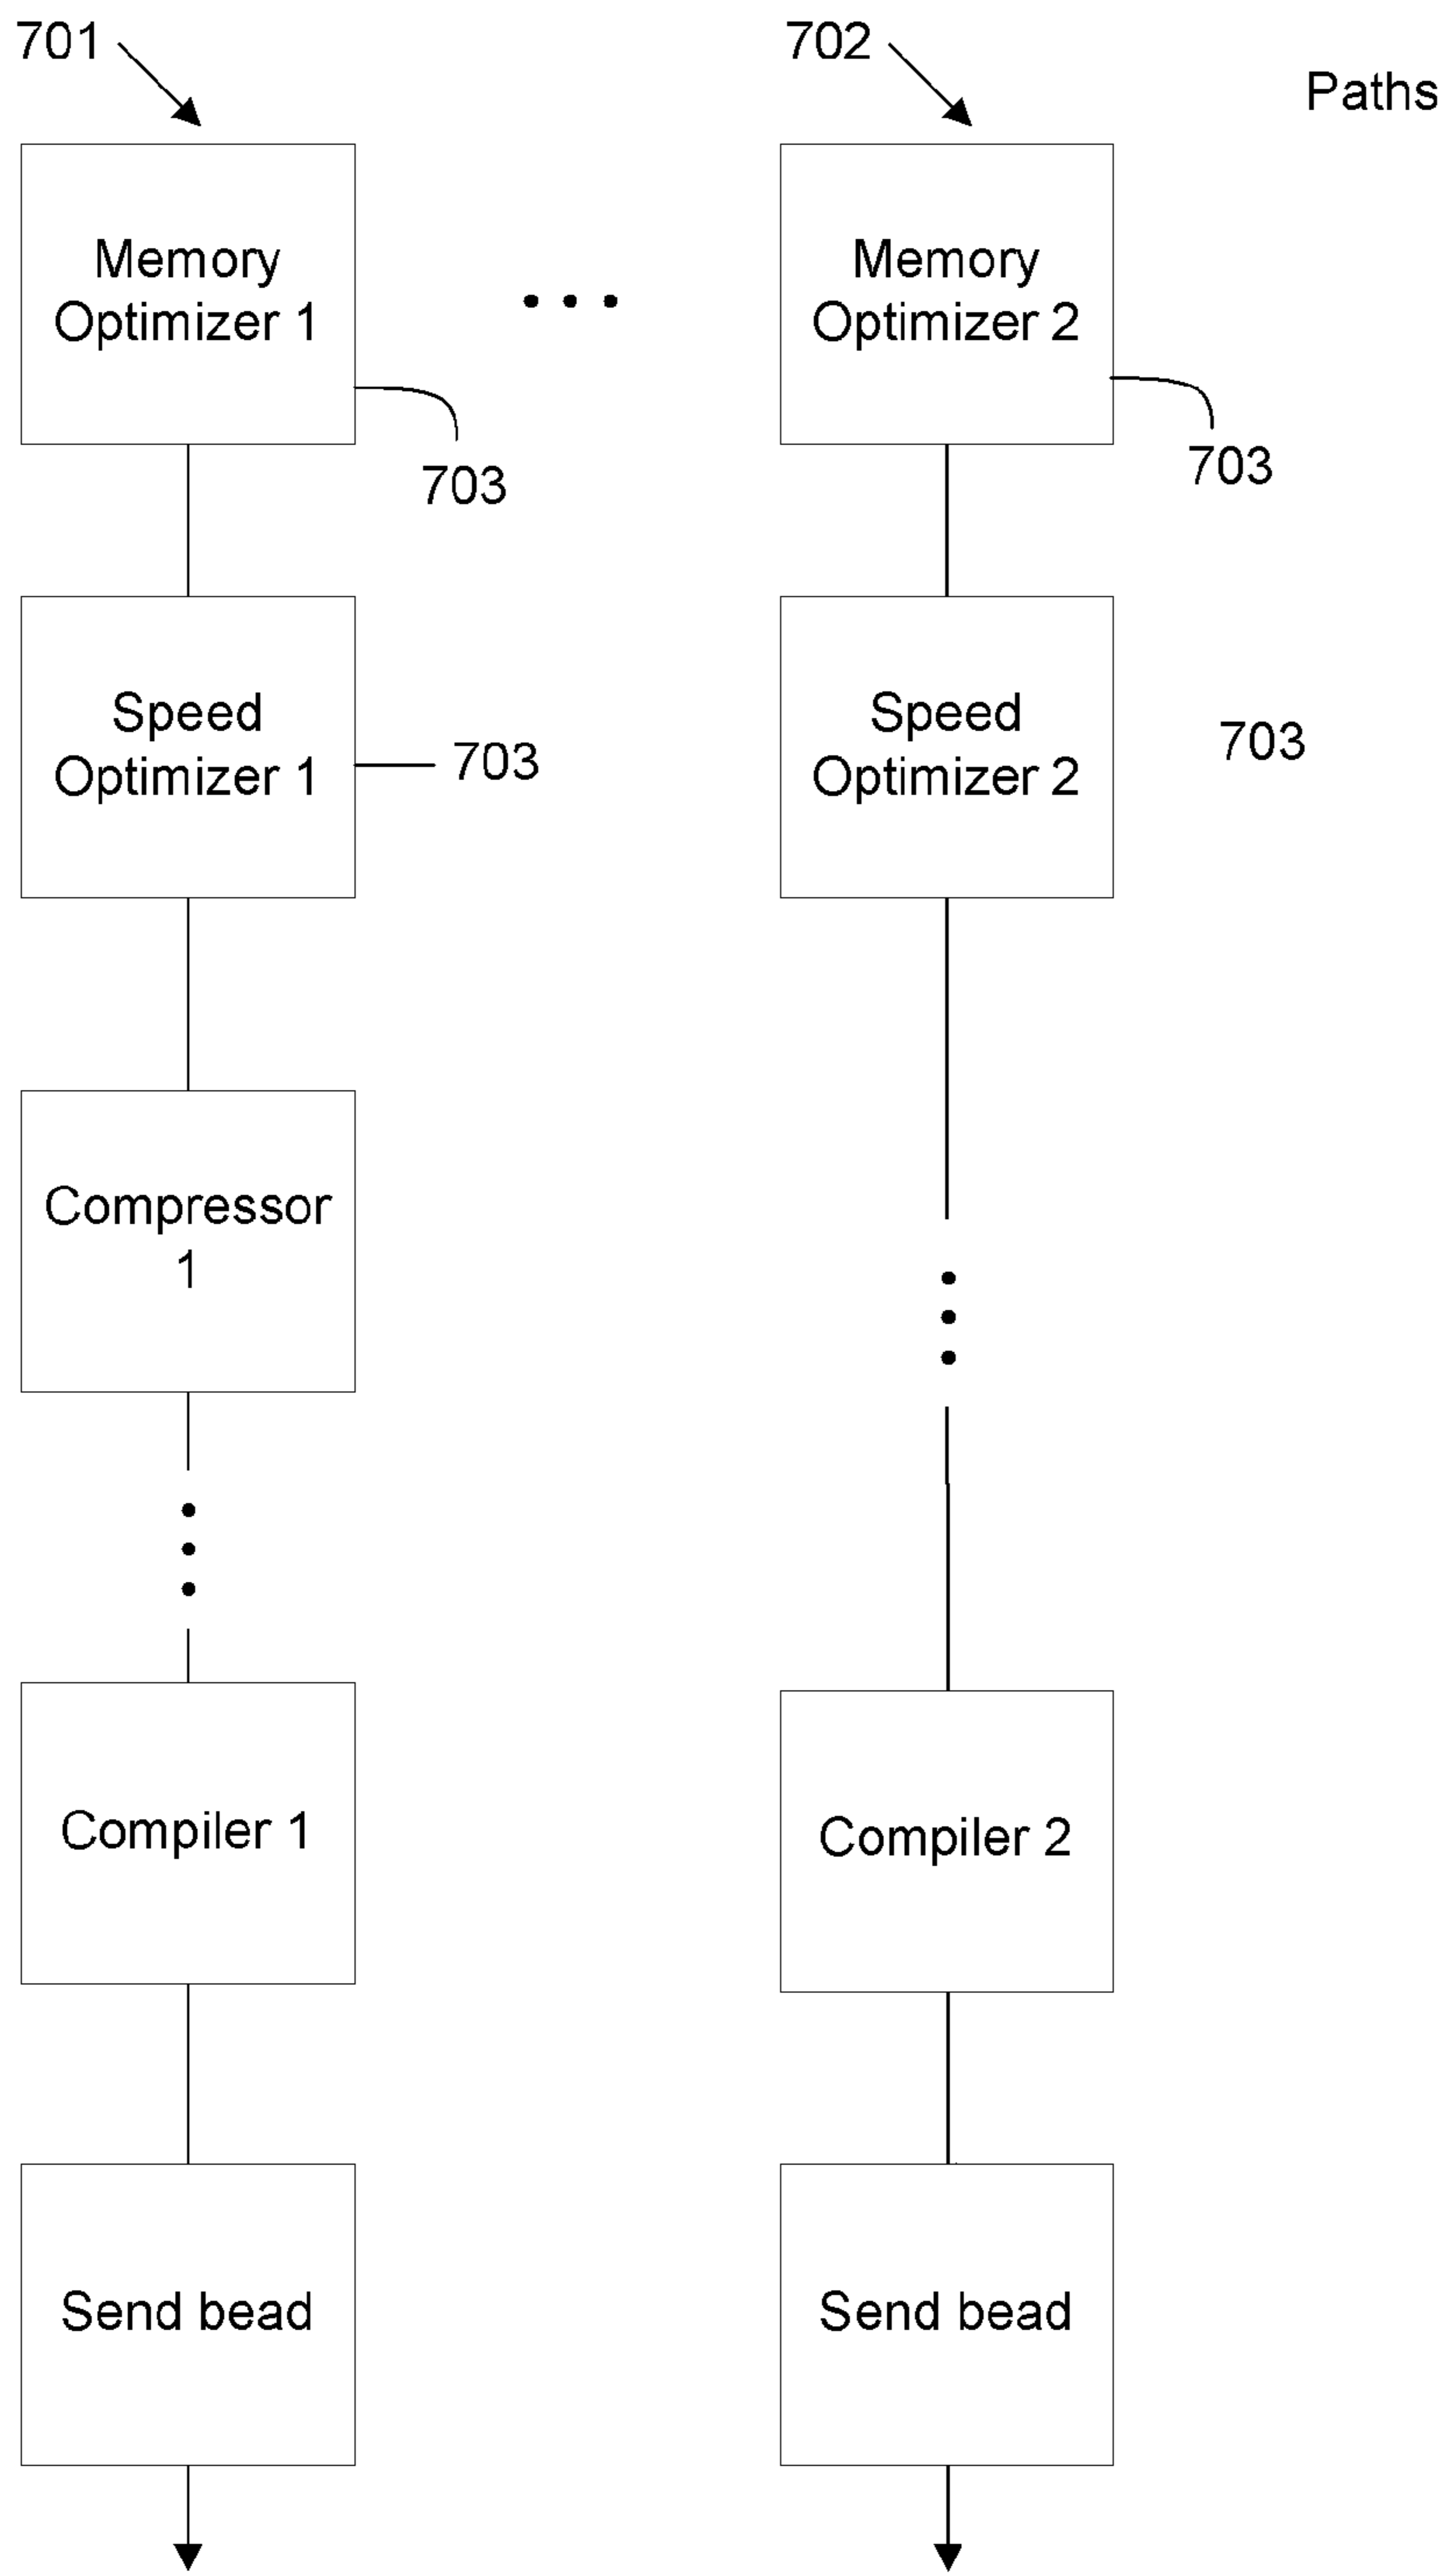 701
702
Paths
Memory
Optimizer 1
Memory
Optimizer 2
703
703
Speed
Optimizer 1
703
Speed
Optimizer 2
703
Compressor
1
Compiler 1
Compiler 2
Send bead
Send bead